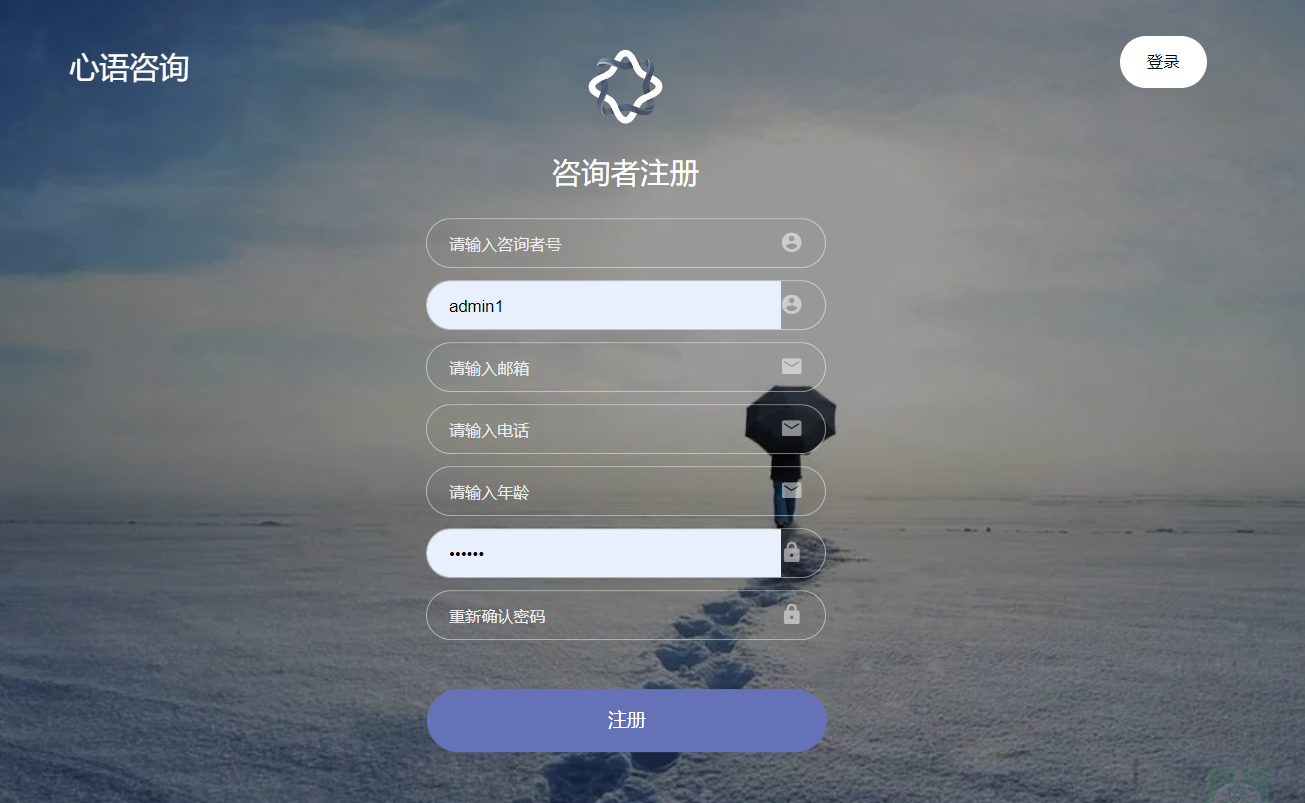 心语咨询
登录
咨询者注册
请输入咨询者号
admin1
请输入邮箱
请输入电话
请输入年龄
••••••
重新确认密码
注册